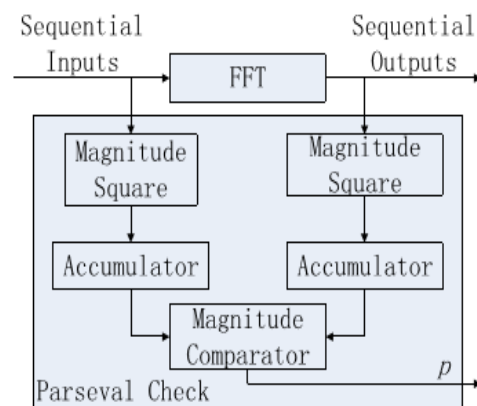 Sequential
Inputs
Sequential
Outputs
FFT
Magnitude
Square
Magnitude
Square
Accumulator
Accumulator
Magnitude
Comparator
p
Parseval Check